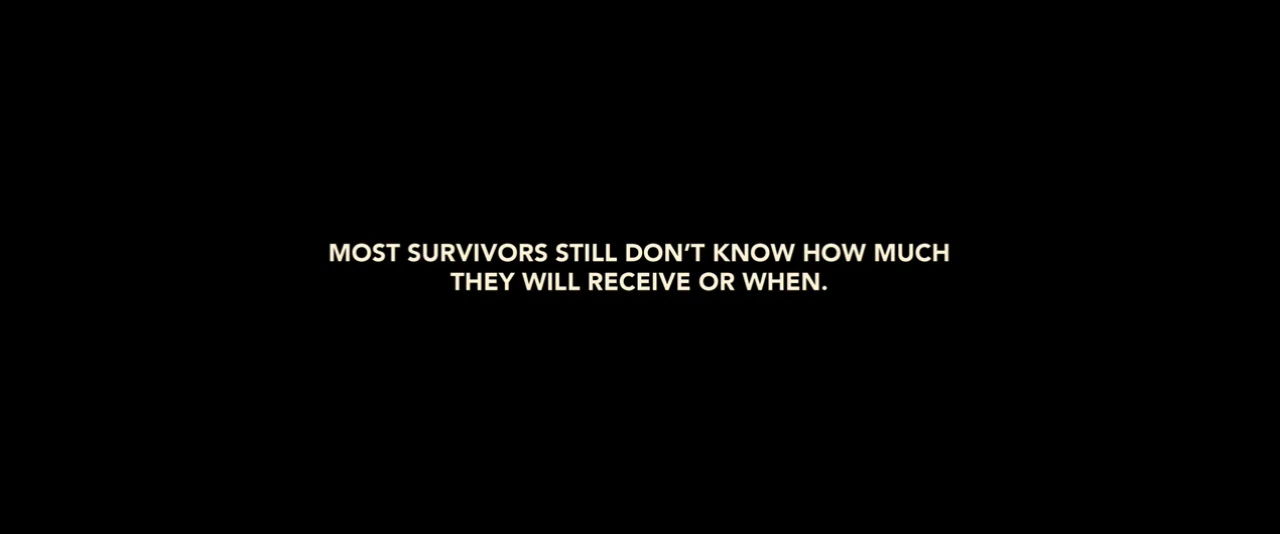 MOST SURVIVORS STILL DON’T KNOW HOW MUCH
THEY WILL RECEIVE OR WHEN.